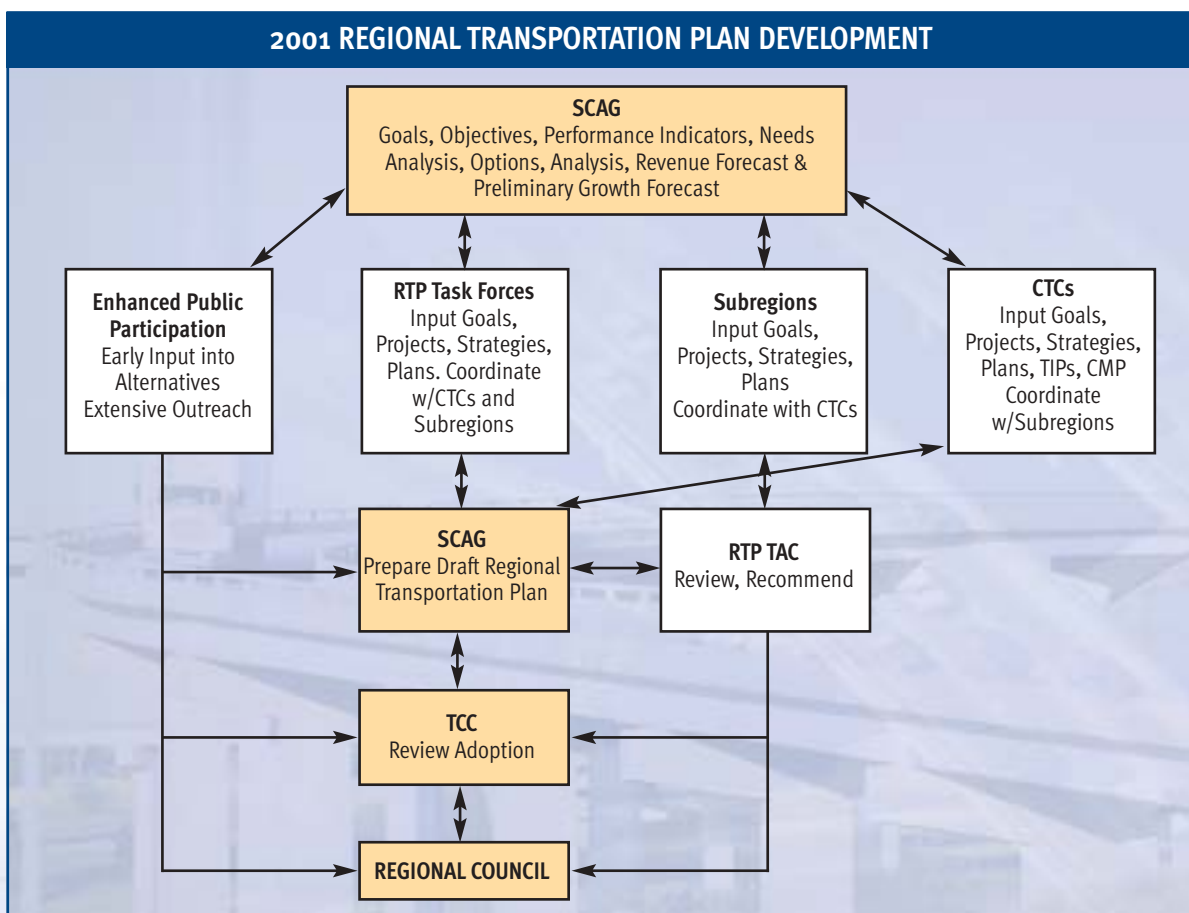 2001 REGIONAL TRANSPORTATION PLAN DEVELOPMENT
SCAG
Goals, Objectives, Performance Indicators, Needs
Analysis, Options, Analysis, Revenue Forecast &
Preliminary Growth Forecast
Enhanced Public
Participation
Early Input into
Alternatives
Extensive Outreach
RTP Task Forces
Input Goals,
Projects, Strategies,
Plans. Coordinate
w/CTCs and
Subregions
Subregions
Input Goals,
Projects, Strategies,
Plans
Coordinate with CTCs
CTCs
Input Goals,
Projects, Strategies,
Plans, TIPs, CMP
Coordinate
w/Subregions
SCAG
Prepare Draft Regional
Transportation Plan
RTP TAC
Review, Recommend
TCC
Review Adoption
REGIONAL COUNCIL